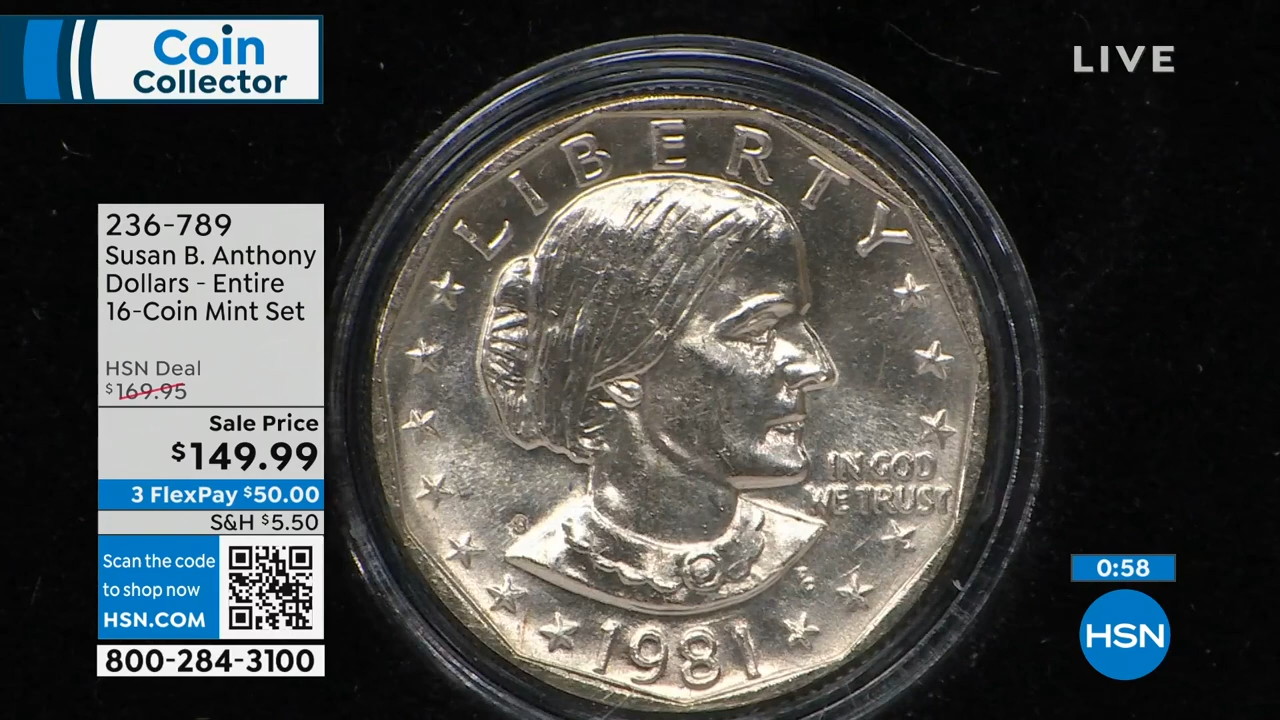 Coin
Collector
LIVE
236-789
Susan B. Anthony
Dollars - Entire
16-Coin Mint Set
HSN Deal
$169.95
Sale Price
$149.99
3 FlexPay $50.00
S&H $5.50
Scan the code
to shop now
HSN.COM
800-284-3100
LIBERTY
IN GOD
WE TRUST
S
1981
0:58
HSN